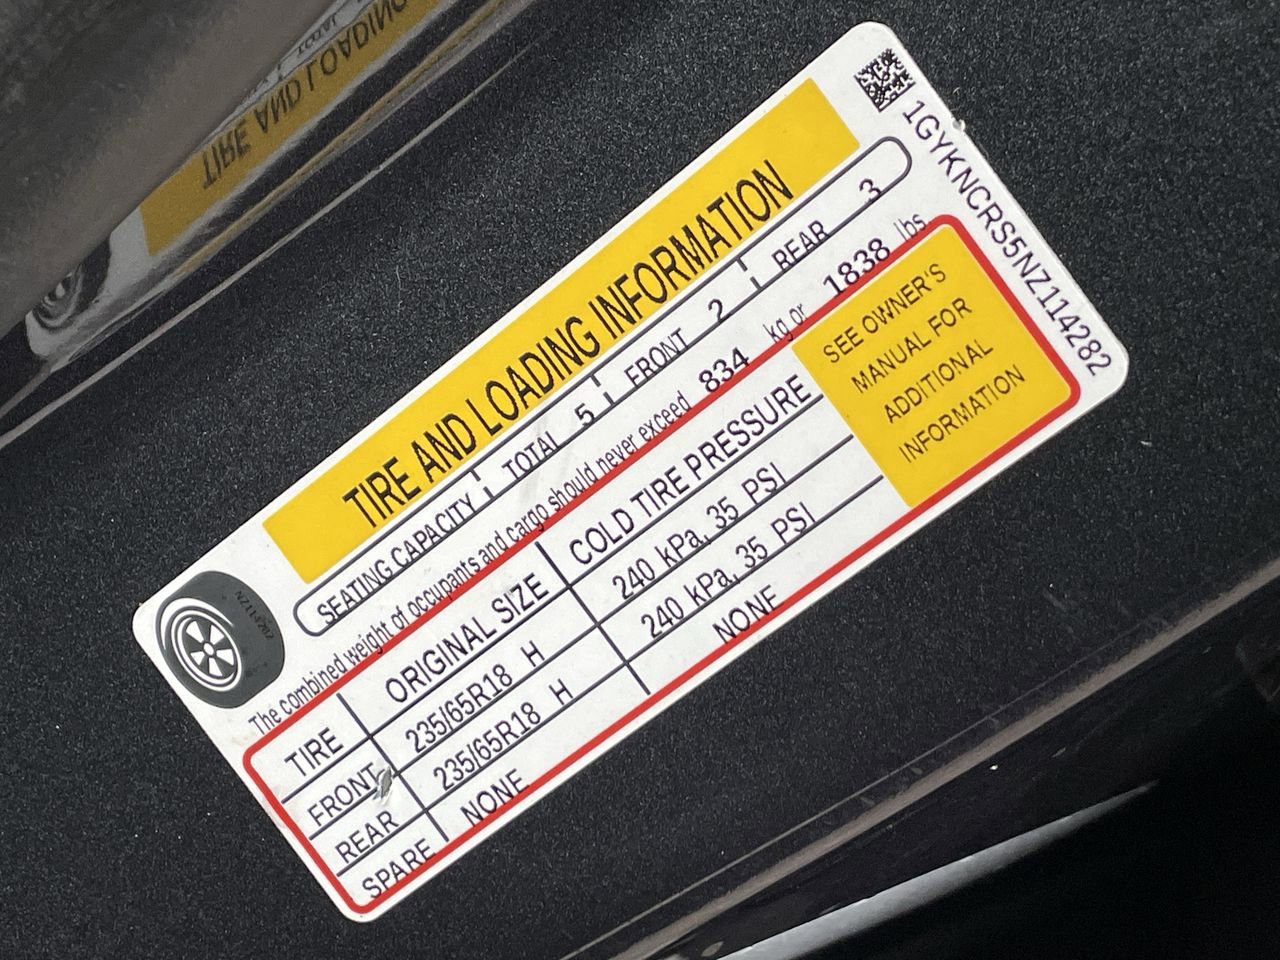 TIRE AND LOADING INFORMATION
SEATING CAPACITY TOTAL 5 FRONT 2 REAR 3
The combined weight of occupants and cargo should never exceed 834 kg or 1838 lbs
TIRE ORIGINAL SIZE COLD TIRE PRESSURE
FRONT 235/65R18 H 240 kPa, 35 PSI
REAR 235/65R18 H 240 kPa, 35 PSI
SPARE NONE NONE
SEE OWNER'S
MANUAL FOR
ADDITIONAL
INFORMATION
1GYKNCRS5NZ114282
NZ114282
TIRE AND LOADING